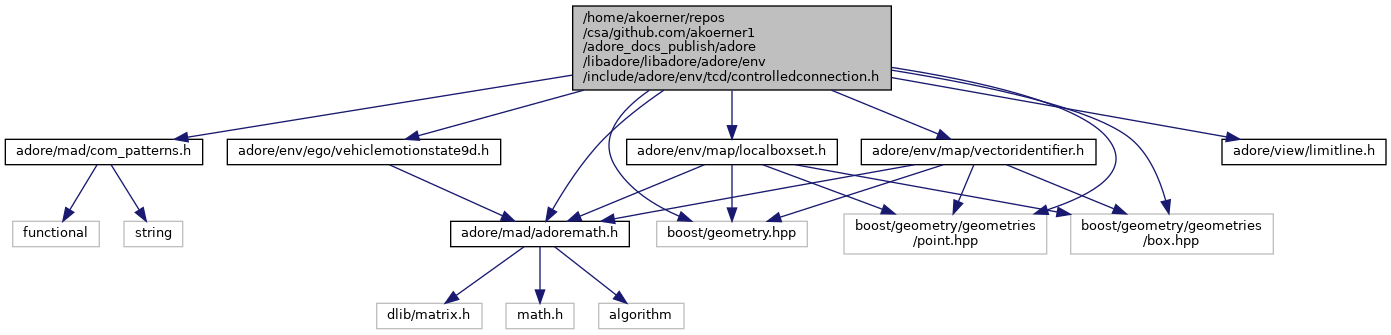 /home/akoerner/repos
/csa/github.com/akoerner1
/adore_docs_publish/adore
/libadore/libadore/adore/env
/include/adore/env/tcd/controlledconnection.h
adore/mad/com_patterns.h
adore/env/ego/vehiclemotionstate9d.h
adore/env/map/localboxset.h
adore/env/map/vectoridentifier.h
adore/view/limitline.h
functional
string
adore/mad/adoremath.h
boost/geometry.hpp
boost/geometry/geometries
/point.hpp
boost/geometry/geometries
/box.hpp
dlib/matrix.h
math.h
algorithm